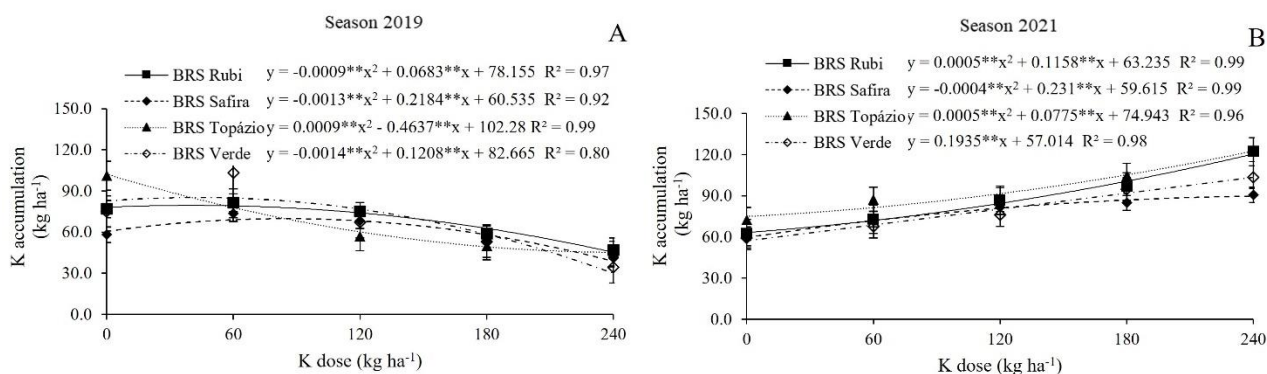 Season 2019
A
BRS Rubi y = -0.0009**x² + 0.0683**x + 78.155 R² = 0.97
BRS Safira y = -0.0013**x² + 0.2184**x + 60.535 R² = 0.92
BRS Topázio y = 0.0009**x² - 0.4637**x + 102.28 R² = 0.99
BRS Verde y = -0.0014**x² + 0.1208**x + 82.665 R² = 0.80
150.0
120.0
90.0
60.0
30.0
0.0
K accumulation
(kg ha⁻¹)
0 60 120 180 240
K dose (kg ha⁻¹)
Season 2021
B
BRS Rubi y = 0.0005**x² + 0.1158**x + 63.235 R² = 0.99
BRS Safira y = -0.0004**x² + 0.231**x + 59.615 R² = 0.99
BRS Topázio y = 0.0005**x² + 0.0775**x + 74.943 R² = 0.96
BRS Verde y = 0.1935**x + 57.014 R² = 0.98
150.0
120.0
90.0
60.0
30.0
0.0
K accumulation
(kg ha⁻¹)
0 60 120 180 240
K dose (kg ha⁻¹)